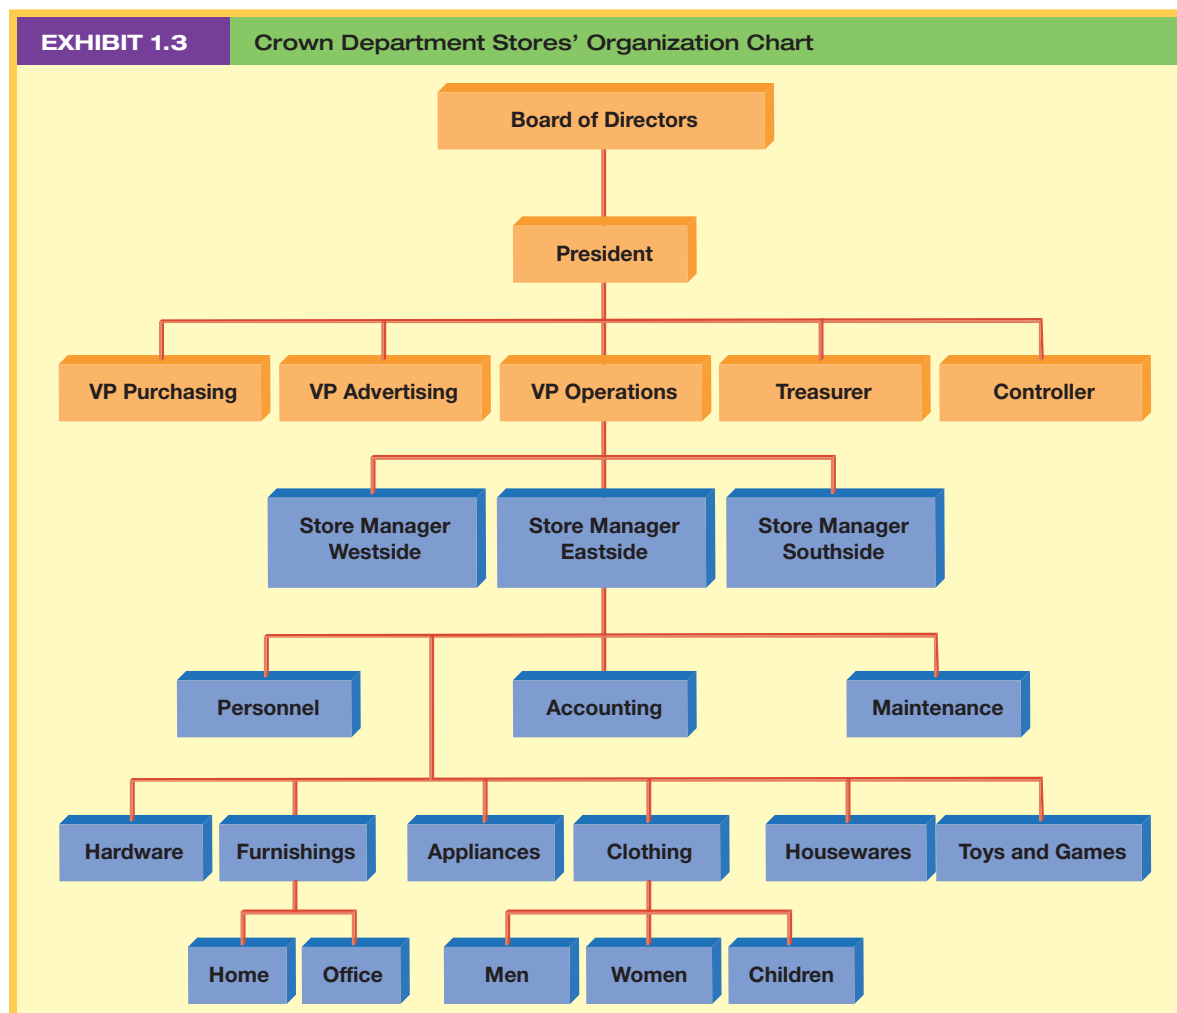 EXHIBIT 1.3
Crown Department Stores’ Organization Chart
Board of Directors
President
VP Purchasing
VP Advertising
VP Operations
Treasurer
Controller
Store Manager
Westside
Store Manager
Eastside
Store Manager
Southside
Personnel
Accounting
Maintenance
Hardware
Furnishings
Appliances
Clothing
Housewares
Toys and Games
Home
Office
Men
Women
Children